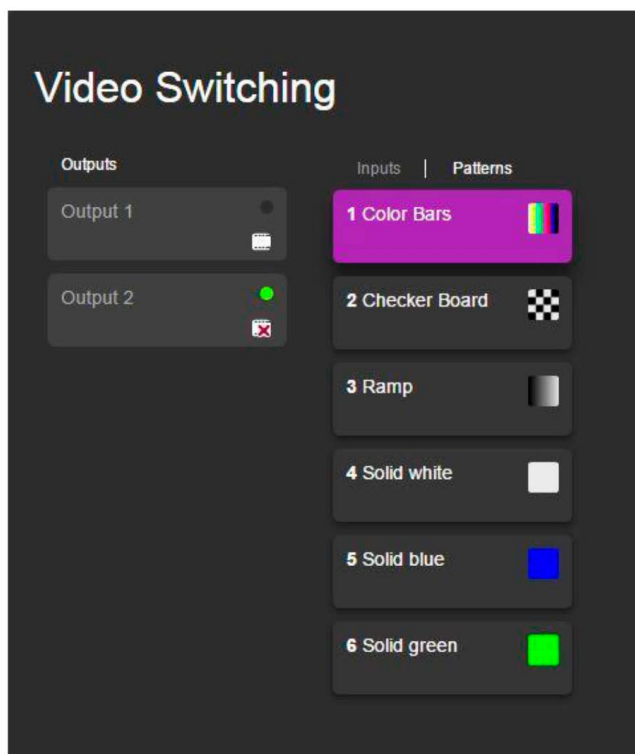 Video Switching
Outputs
Inputs | Patterns
Output 1
Output 2
1 Color Bars
2 Checker Board
3 Ramp
4 Solid white
5 Solid blue
6 Solid green